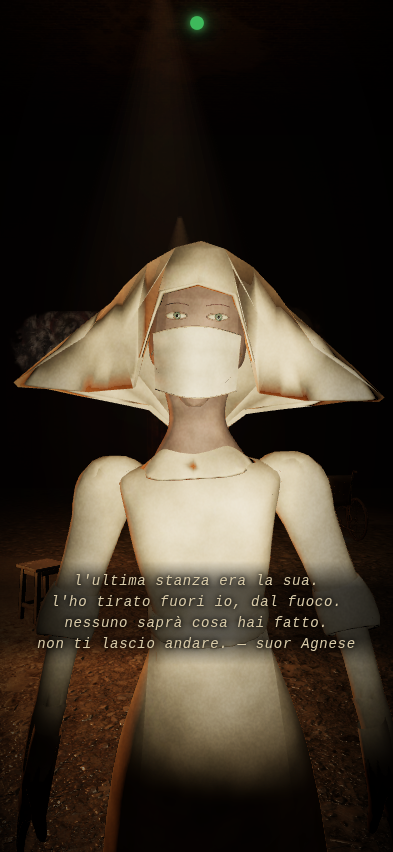 l'ultima stanza era la sua.
l'ho tirato fuori io, dal fuoco.
nessuno saprà cosa hai fatto.
non ti lascio andare. — suor Agnese